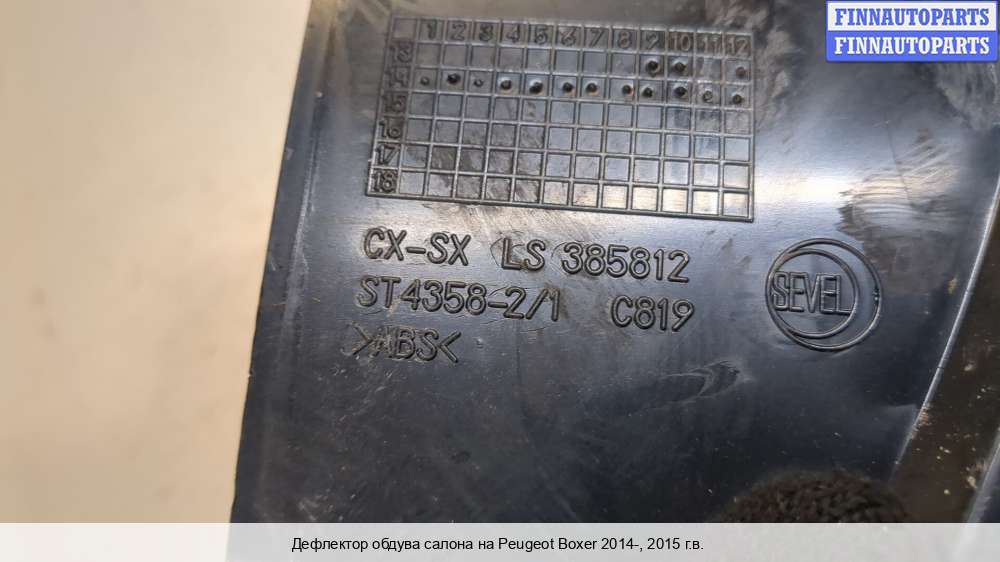 FINNAUTOPARTS
FINNAUTOPARTS
1 2 3 4 5 6 7 8 9 10 11 12
13
14
15
16
17
18
CX-SX LS 385812
ST4358-2/1 C819
>ABS<
SEVEL
Дефлектор обдува салона на Peugeot Boxer 2014-, 2015 г.в.